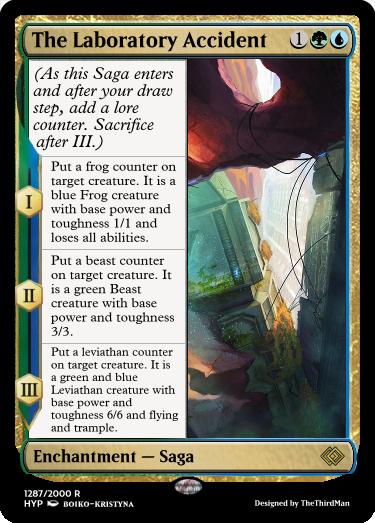 The Laboratory Accident 1
(As this Saga enters
and after your draw
step, add a lore
counter. Sacrifice
after III.)
I
Put a frog counter on
target creature. It is a
blue Frog creature
with base power and
toughness 1/1 and
loses all abilities.
II
Put a beast counter
on target creature. It
is a green Beast
creature with base
power and toughness
3/3.
III
Put a leviathan counter
on target creature. It is
a green and blue
Leviathan creature with
base power and
toughness 6/6 and flying
and trample.
Enchantment — Saga
1287/2000 R
HYP BOIKO-KRISTYNA
Designed by TheThirdMan